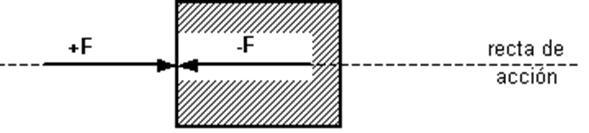 +F
-F
recta de
acción